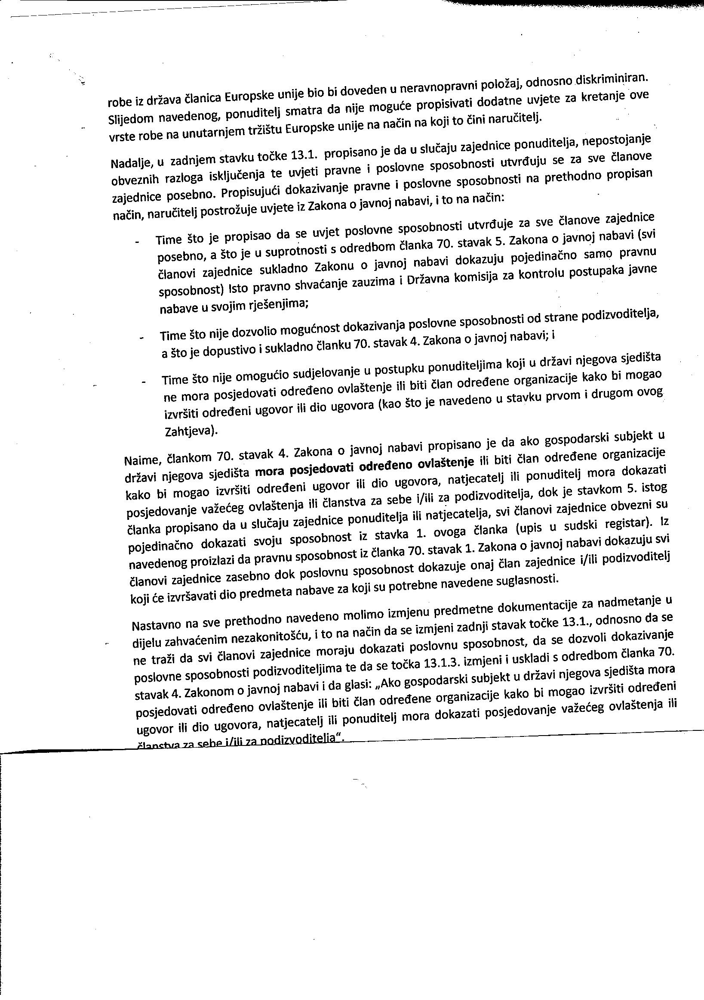 robe iz država članica Europske unije bio bi doveden u neravnopravni položaj, odnosno diskriminiran.
Slijedom navedenog, ponuditelj smatra da nije moguće propisivati dodatne uvjete za kretanje ove
vrste robe na unutarnjem tržištu Europske unije na način na koji to čini naručitelj.
Nadalje, u zadnjem stavku točke 13.1. propisano je da u slučaju zajednice ponuditelja, nepostojanje
obveznih razloga isključenja te uvjeti pravne i poslovne sposobnosti utvrđuju se za sve članove
zajednice posebno. Propisujući dokazivanje pravne i poslovne sposobnosti na prethodno propisan
način, naručitelj postrožuje uvjete iz Zakona o javnoj nabavi, i to na način:
- Time što je propisao da se uvjet poslovne sposobnosti utvrđuje za sve članove zajednice
posebno, a što je u suprotnosti s odredbom članka 70. stavak 5. Zakona o javnoj nabavi (svi
članovi zajednice sukladno Zakonu o javnoj nabavi dokazuju pojedinačno samo pravnu
sposobnost) Isto pravno shvaćanje zauzima i Državna komisija za kontrolu postupaka javne
nabave u svojim rješenjima;
- Time što nije dozvolio mogućnost dokazivanja poslovne sposobnosti od strane podizvoditelja,
a što je dopustivo i sukladno članku 70. stavak 4. Zakona o javnoj nabavi; i
- Time što nije omogućio sudjelovanje u postupku ponuditeljima koji u državi njegova sjedišta
ne mora posjedovati određeno ovlaštenje ili biti član određene organizacije kako bi mogao
izvršiti određeni ugovor ili dio ugovora (kao što je navedeno u stavku prvom i drugom ovog
Zahtjeva).
Naime, člankom 70. stavak 4. Zakona o javnoj nabavi propisano je da ako gospodarski subjekt u
državi njegova sjedišta mora posjedovati određeno ovlaštenje ili biti član određene organizacije
kako bi mogao izvršiti određeni ugovor ili dio ugovora, natjecatelj ili ponuditelj mora dokazati
posjedovanje važećeg ovlaštenja ili članstva za sebe i/ili za podizvoditelja, dok je stavkom 5. istog
članka propisano da u slučaju zajednice ponuditelja ili natjecatelja, svi članovi zajednice obvezni su
pojedinačno dokazati svoju sposobnost iz stavka 1. ovoga članka (upis u sudski registar). Iz
navedenog proizlazi da pravnu sposobnost iz članka 70. stavak 1. Zakona o javnoj nabavi dokazuju svi
članovi zajednice zasebno dok poslovnu sposobnost dokazuje onaj član zajednice i/ili podizvoditelj
koji će izvršavati dio predmeta nabave za koji su potrebne navedene suglasnosti.
Nastavno na sve prethodno navedeno molimo izmjenu predmetne dokumentacije za nadmetanje u
dijelu zahvaćenim nezakonitošću, i to na način da se izmjeni zadnji stavak točke 13.1., odnosno da se
ne traži da svi članovi zajednice moraju dokazati poslovnu sposobnost, da se dozvoli dokazivanje
poslovne sposobnosti podizvoditeljima te da se točka 13.1.3. izmjeni i uskladi s odredbom članka 70.
stavak 4. Zakonom o javnoj nabavi i da glasi: „Ako gospodarski subjekt u državi njegova sjedišta mora
posjedovati određeno ovlaštenje ili biti član određene organizacije kako bi mogao izvršiti određeni
ugovor ili dio ugovora, natjecatelj ili ponuditelj mora dokazati posjedovanje važećeg ovlaštenja ili
članstva za sebe i/ili za podizvoditelja“.